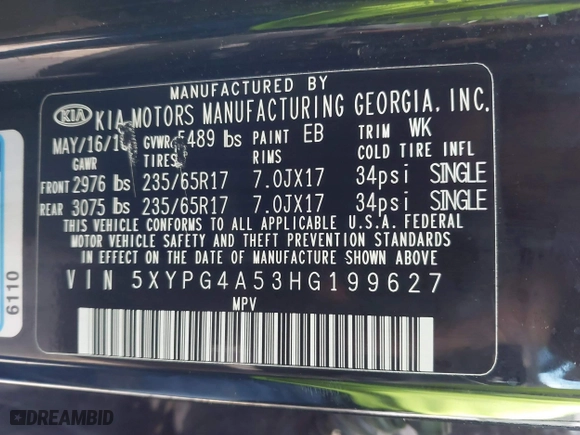 MANUFACTURED BY
KIA KIA MOTORS MANUFACTURING GEORGIA, INC.
MAY/16/ GVWR 5489 lbs PAINT EB TRIM WK
GAWR TIRES RIMS COLD TIRE INFL
FRONT 2976 lbs 235/65R17 7.0JX17 34psi SINGLE
REAR 3075 lbs 235/65R17 7.0JX17 34psi SINGLE
THIS VEHICLE CONFORMS TO ALL APPLICABLE U.S.A. FEDERAL
MOTOR VEHICLE SAFETY AND THEFT PREVENTION STANDARDS
IN EFFECT ON THE DATE OF MANUFACTURE SHOWN ABOVE
VIN 5XYPG4A53HG199627
MPV
6110
DREAMBID